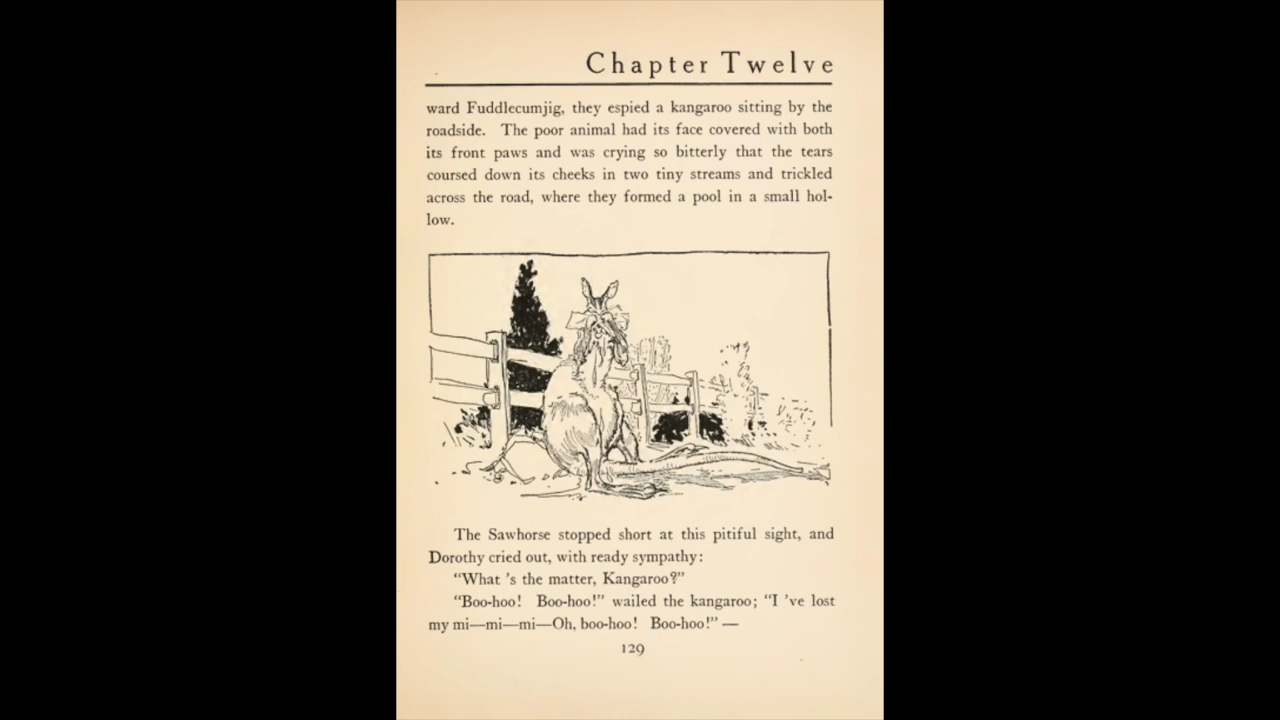 Chapter Twelve
ward Fuddlecumjig, they espied a kangaroo sitting by the
roadside. The poor animal had its face covered with both
its front paws and was crying so bitterly that the tears
coursed down its cheeks in two tiny streams and trickled
across the road, where they formed a pool in a small hol-
low.
The Sawhorse stopped short at this pitiful sight, and
Dorothy cried out, with ready sympathy:
“What 's the matter, Kangaroo?”
“Boo-hoo! Boo-hoo!” wailed the kangaroo; “I 've lost
my mi—mi—mi—Oh, boo-hoo! Boo-hoo!” —
129